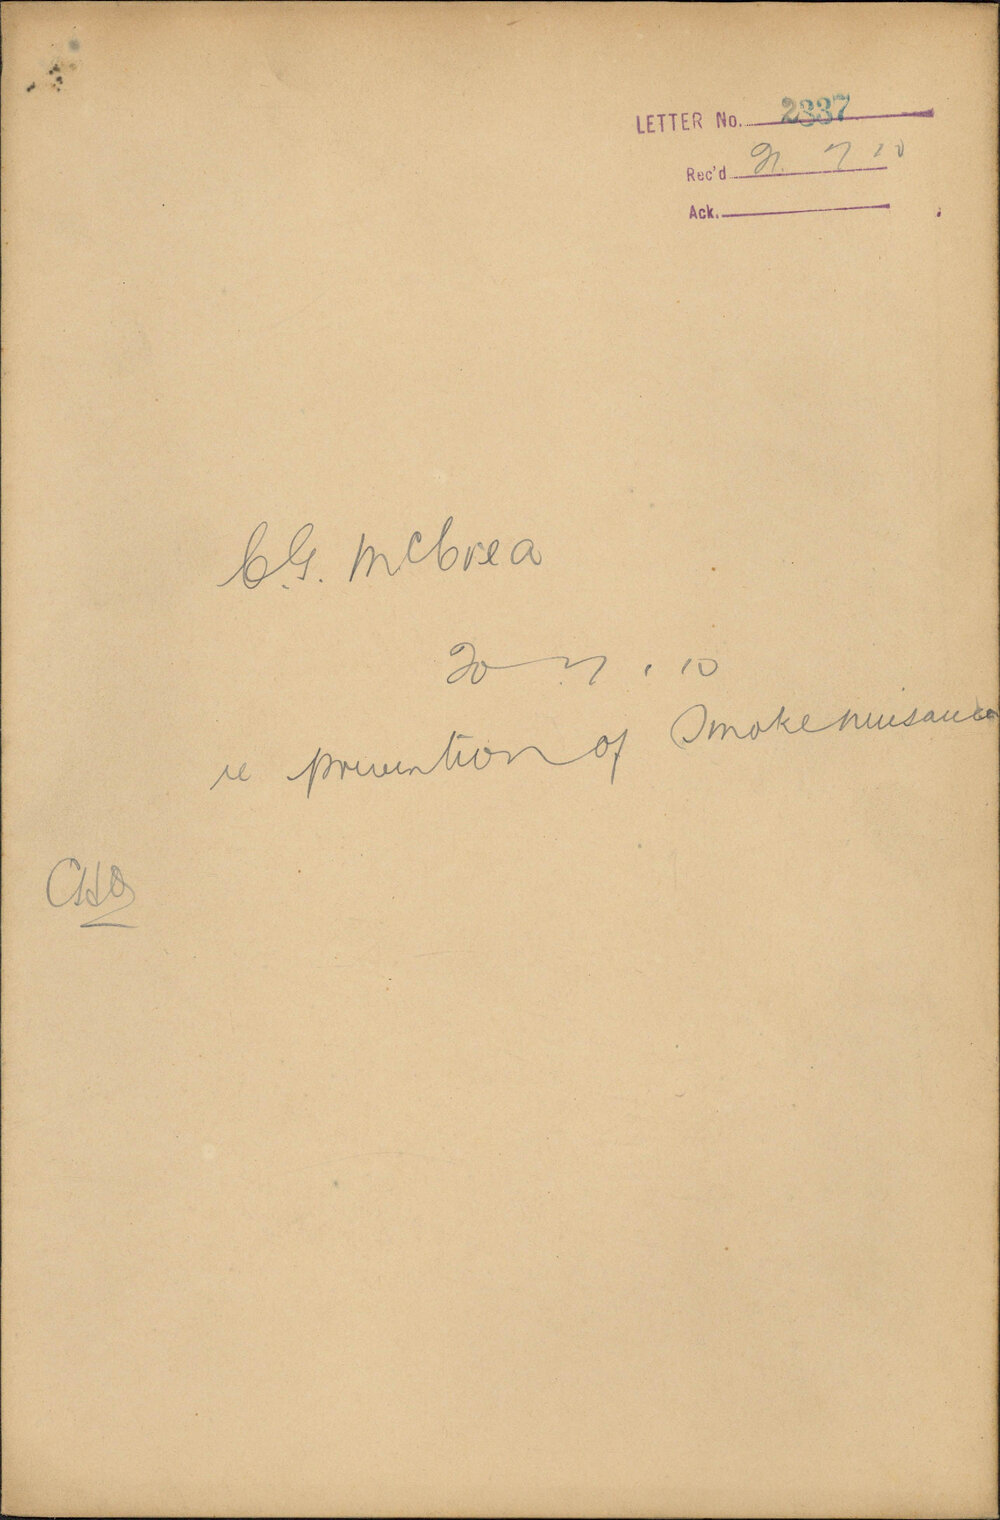 LETTER No. 2337
Rec'd 21 7 10
Ack.
C.G. McCrea
20 7 . 10
re prevention of Smoke nuisance